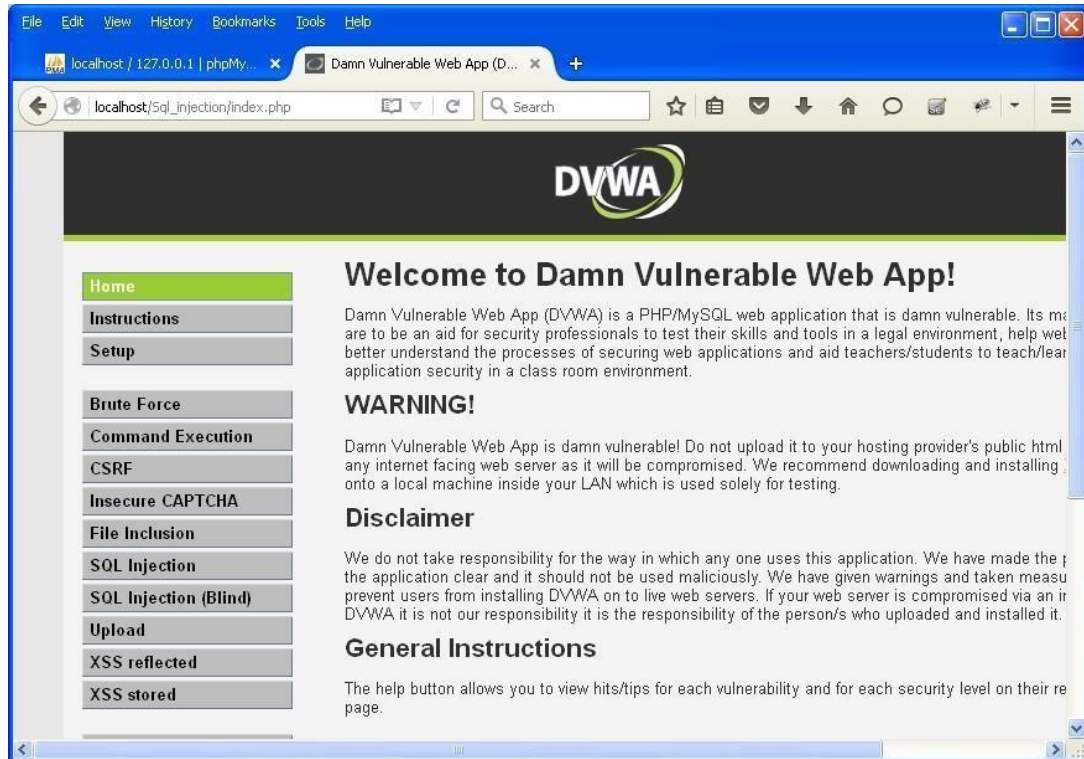 File Edit View History Bookmarks Tools Help
localhost / 127.0.0.1 | phpMy... Damn Vulnerable Web App (D...
localhost/Sql_injection/index.php Search
DVWA
Home
Instructions
Setup
Brute Force
Command Execution
CSRF
Insecure CAPTCHA
File Inclusion
SQL Injection
SQL Injection (Blind)
Upload
XSS reflected
XSS stored
Welcome to Damn Vulnerable Web App!
Damn Vulnerable Web App (DVWA) is a PHP/MySQL web application that is damn vulnerable. Its
are to be an aid for security professionals to test their skills and tools in a legal environment, help
better understand the processes of securing web applications and aid teachers/students to
application security in a class room environment.
WARNING!
Damn Vulnerable Web App is damn vulnerable! Do not upload it to your hosting provider's public html
any internet facing web server as it will be compromised. We recommend downloading and installing
onto a local machine inside your LAN which is used solely for testing.
Disclaimer
We do not take responsibility for the way in which any one uses this application. We have made the
the application clear and it should not be used maliciously. We have given warnings and taken
prevent users from installing DVWA on to live web servers. If your web server is compromised via an
DVWA it is not our responsibility it is the responsibility of the person/s who uploaded and installed it.
General Instructions
The help button allows you to view hits/tips for each vulnerability and for each security level on their
page.